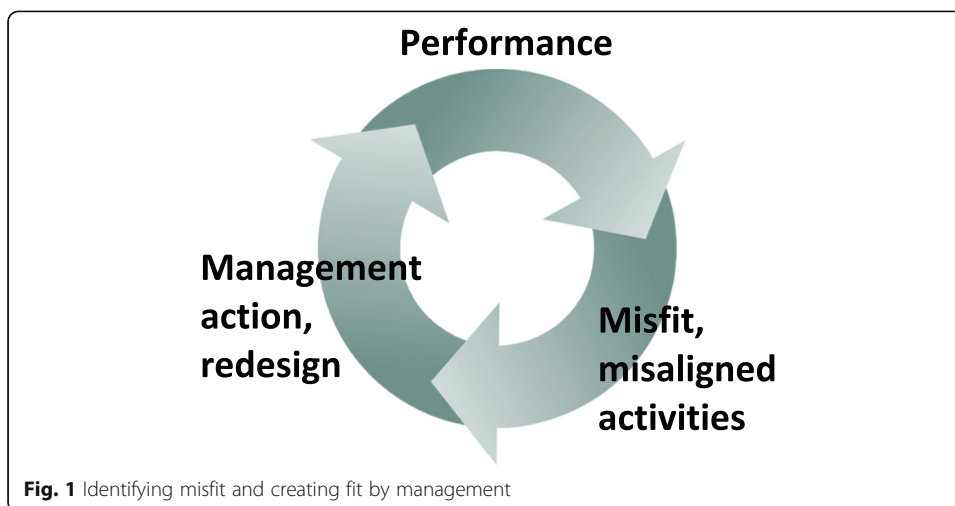 Performance
Management
action,
redesign
Misfit,
misaligned
activities
Fig. 1 Identifying misfit and creating fit by management